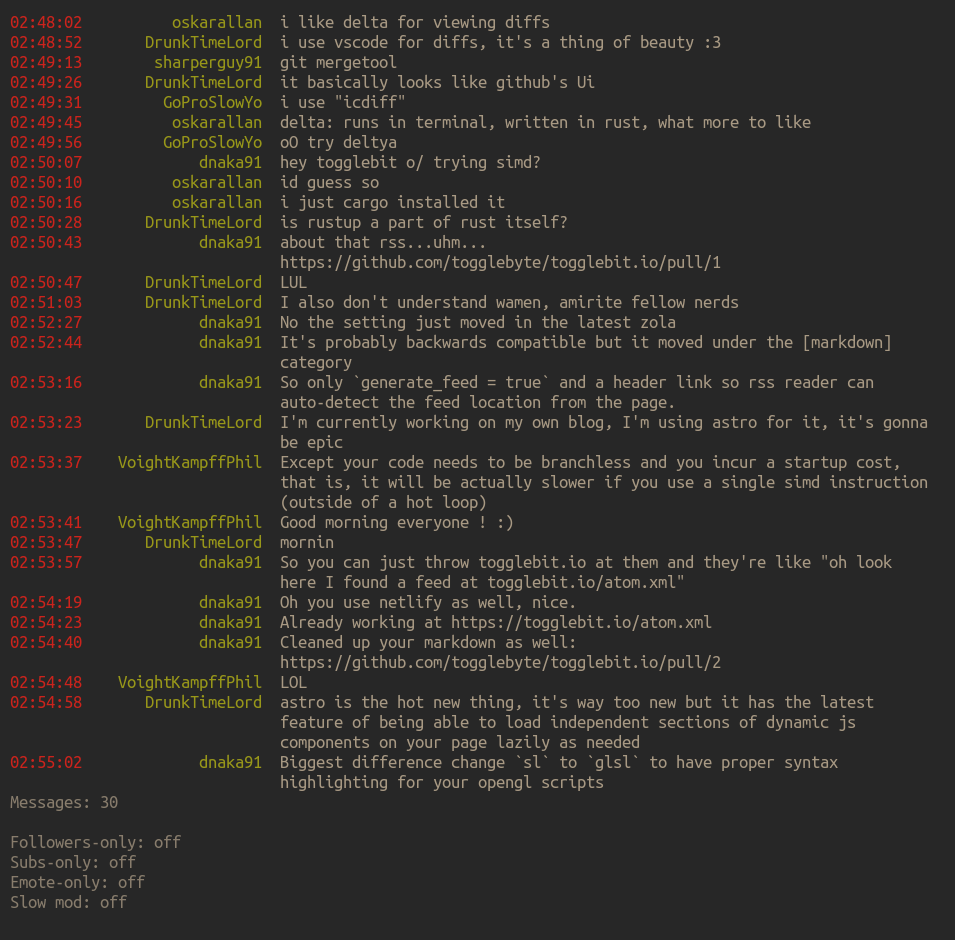 02:48:02 oskarallan i like delta for viewing diffs
02:48:52 DrunkTimeLord i use vscode for diffs, it's a thing of beauty :3
02:49:13 sharperguy91 git mergetool
02:49:26 DrunkTimeLord it basically looks like github's Ui
02:49:31 GoProSlowYo i use "icdiff"
02:49:45 oskarallan delta: runs in terminal, written in rust, what more to like
02:49:56 GoProSlowYo oO try deltya
02:50:07 dnaka91 hey togglebit o/ trying simd?
02:50:10 oskarallan id guess so
02:50:16 oskarallan i just cargo installed it
02:50:28 DrunkTimeLord is rustup a part of rust itself?
02:50:43 dnaka91 about that rss...uhm...
https://github.com/togglebyte/togglebit.io/pull/1
02:50:47 DrunkTimeLord LUL
02:51:03 DrunkTimeLord I also don't understand wamen, amirite fellow nerds
02:52:27 dnaka91 No the setting just moved in the latest zola
02:52:44 dnaka91 It's probably backwards compatible but it moved under the [markdown]
category
02:53:16 dnaka91 So only `generate_feed = true` and a header link so rss reader can
auto-detect the feed location from the page.
02:53:23 DrunkTimeLord I'm currently working on my own blog, I'm using astro for it, it's gonna
be epic
02:53:37 VoightKampffPhil Except your code needs to be branchless and you incur a startup cost,
that is, it will be actually slower if you use a single simd instruction
(outside of a hot loop)
02:53:41 VoightKampffPhil Good morning everyone ! :)
02:53:47 DrunkTimeLord mornin
02:53:57 dnaka91 So you can just throw togglebit.io at them and they're like "oh look
here I found a feed at togglebit.io/atom.xml"
02:54:19 dnaka91 Oh you use netlify as well, nice.
02:54:23 dnaka91 Already working at https://togglebit.io/atom.xml
02:54:40 dnaka91 Cleaned up your markdown as well:
https://github.com/togglebyte/togglebit.io/pull/2
02:54:48 VoightKampffPhil LOL
02:54:58 DrunkTimeLord astro is the hot new thing, it's way too new but it has the latest
feature of being able to load independent sections of dynamic js
components on your page lazily as needed
02:55:02 dnaka91 Biggest difference change `sl` to `glsl` to have proper syntax
highlighting for your opengl scripts
Messages: 30
Followers-only: off
Subs-only: off
Emote-only: off
Slow mod: off